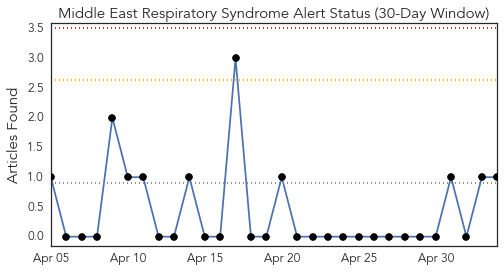 Middle East Respiratory Syndrome Alert Status (30-Day Window)
Articles Found
3.5
3.0
2.5
2.0
1.5
1.0
0.5
0.0
Apr 05 Apr 10 Apr 15 Apr 20 Apr 25 Apr 30